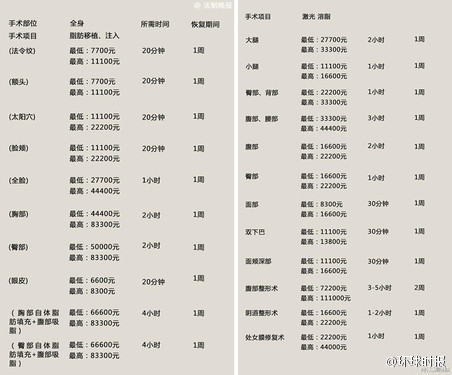 法制晚报
手术部位 全身 所需时间 恢复期间
手术项目 脂肪移植、注入
(法令纹) 最低：7700元 20分钟 1周
最高：11100元
(额头) 最低：7700元 20分钟 1周
最高：11100元
(太阳穴) 最低：11100元 20分钟 1周
最高：22200元
(脸颊) 最低：11100元 20分钟 1周
最高：22200元
(全脸) 最低：27700元 1小时 1周
最高：44400元
(胸部) 最低：44400元 2小时 1周
最高：83300元
(臀部) 最低：50000元 2小时 1周
最高：83300元
(眼皮) 最低：6600元 20分钟 1周
最高：8300元
(胸部自体脂 最低：66600元 4小时 1周
肪填充+腹部吸 最高：83300元
脂)
(臀部自体脂 最低：66600元 4小时 1周
肪填充+腹部吸 最高：83300元
脂)
手术项目 激光 溶脂
大腿 最低：27700元 2小时 1周
最高：33300元
小腿 最低：11100元 1小时 1周
最高：16600元
臀部、背部 最低：22200元 1小时 1周
最高：33300元
腹部、腰部 最低：33300元 3小时 1周
最高：44400元
腹部 最低：16600元 2小时 1周
最高：22200元
臀部 最低：16600元 1小时 1周
最高：22200元
面部 最低：8300元 30分钟 1周
最高：16600元
双下巴 最低：11100元 30分钟 1周
最高：13800元
面颊深部 最低：11100元 30分钟 1周
最高：16600元
腹部整形术 最低：72200元 3-5小时 2周
最高：111000元
阴道整形术 最低：16600元 1-2小时 1周
最高：22200元
处女膜修复术 最低：22200元 1小时 1周
最高：44000元
@环球时报